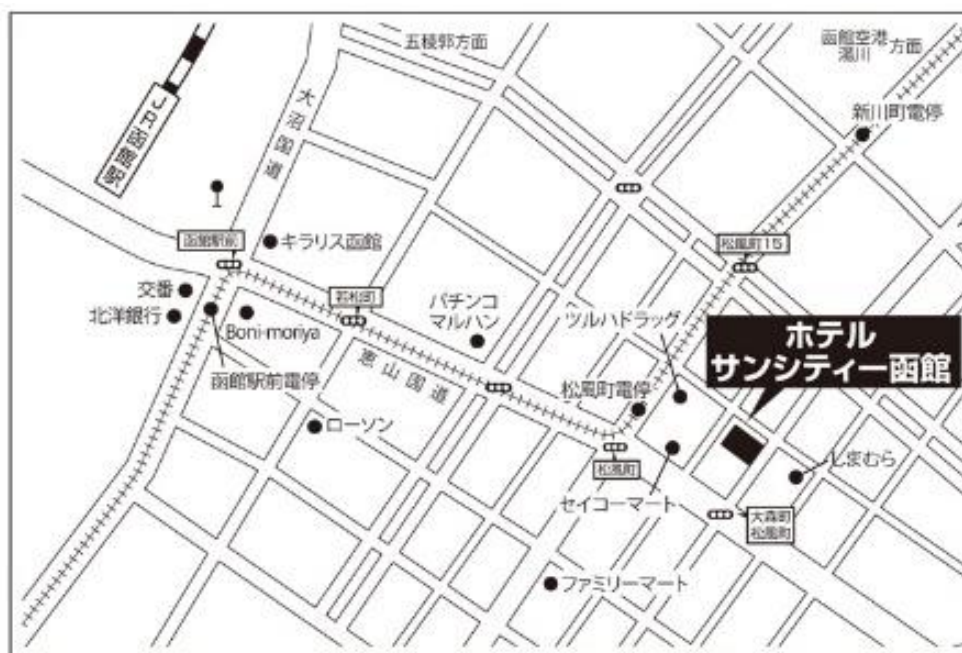 五稜郭方面
函館空港
湯川
方面
新川町電停
JR函館駅
大沼国道
函館駅前
キラリス函館
松風町15
交番
北洋銀行
Boni-moriya
若松町
パチンコ
マルハン
ツルハドラッグ
ホテル
サンシティー函館
函館駅前電停
恵山国道
松風町電停
ローソン
松風町
しまむら
セイコーマート
大森町
松風町
ファミリーマート